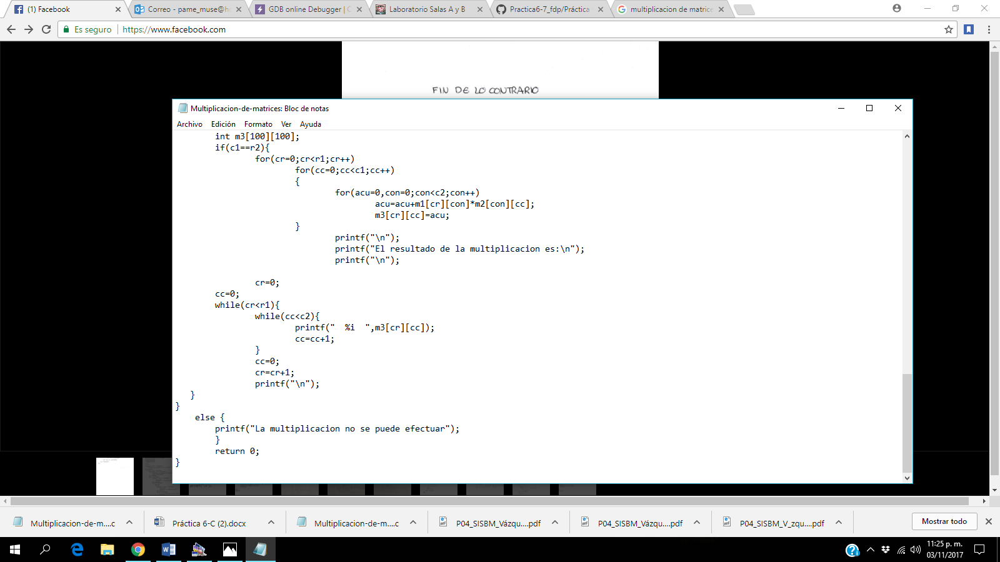 (1) Facebook
Correo - pame_muse@h
GDB online Debugger | C
Laboratorio Salas A y B
Practica6-7_fdp/Práctica
multiplicacion de matrice
Es seguro
https://www.facebook.com
FIN DE LO CONTRARIO
Multiplicacion-de-matrices: Bloc de notas
Archivo Edición Formato Ver Ayuda
int m3[100][100];
if(c1==r2){
for(cr=0;cr<r1;cr++)
for(cc=0;cc<c1;cc++)
{
for(acu=0,con=0;con<c2;con++)
acu=acu+m1[cr][con]*m2[con][cc];
m3[cr][cc]=acu;
}
printf("\n");
printf("El resultado de la multiplicacion es:\n");
printf("\n");
cr=0;
cc=0;
while(cr<r1){
while(cc<c2){
printf("  %i  ",m3[cr][cc]);
cc=cc+1;
}
cc=0;
cr=cr+1;
printf("\n");
}
}
else {
printf("La multiplicacion no se puede efectuar");
}
return 0;
}
Multiplicacion-de-m....c
Práctica 6-C (2).docx
Multiplicacion-de-m....c
P04_SISBM_Vázqu....pdf
P04_SISBM_Vázqu....pdf
P04_SISBM_V_zqu....pdf
Mostrar todo
11:25 p. m.
03/11/2017